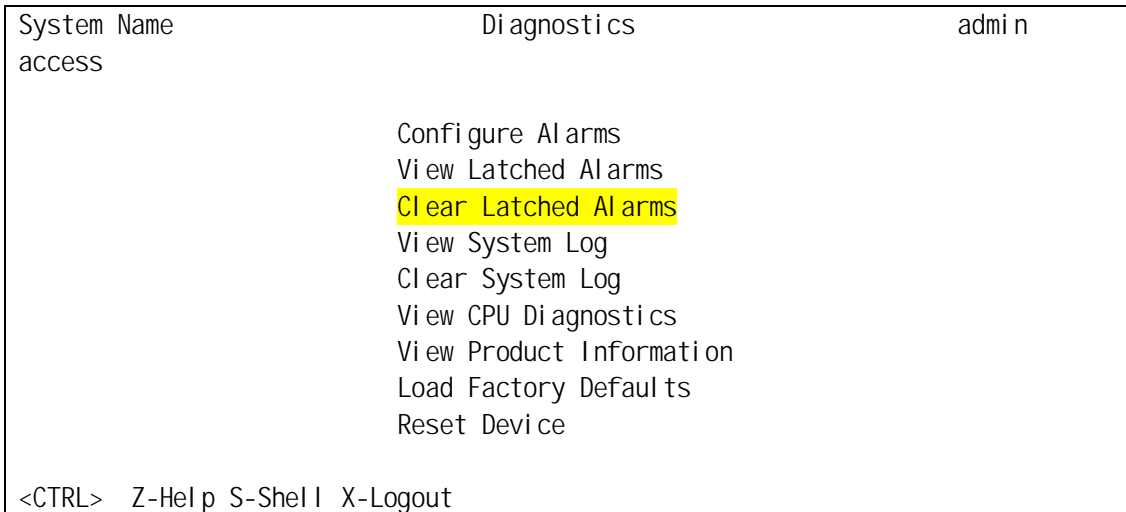 System Name Diagnostics admin
access
Configure Alarms
View Latched Alarms
Clear Latched Alarms
View System Log
Clear System Log
View CPU Diagnostics
View Product Information
Load Factory Defaults
Reset Device
<CTRL> Z-Help S-Shell X-Logout